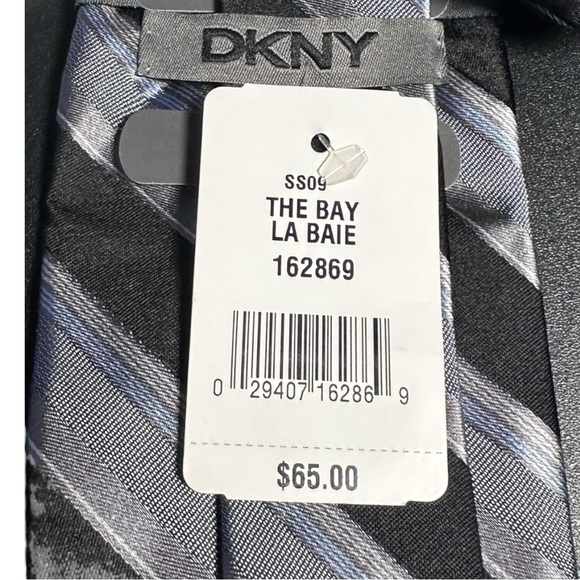 DKNY
SS09
THE BAY
LA BAIE
162869
0 29407 16286 9
$65.00